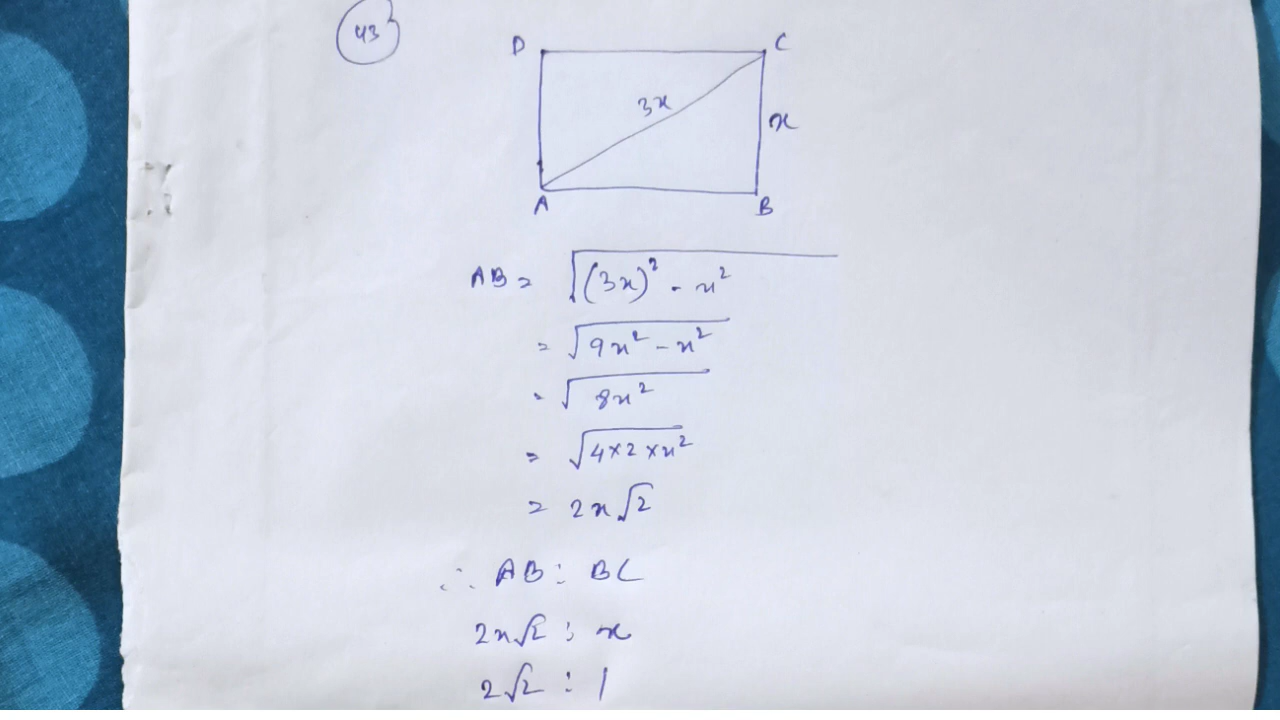 43
D C
3x
x
A B
AB = √(3x)² - x²
= √9x² - x²
= √8x²
= √4×2×x²
= 2x√2
∴ AB : BC
2x√2 : x
2√2 : 1